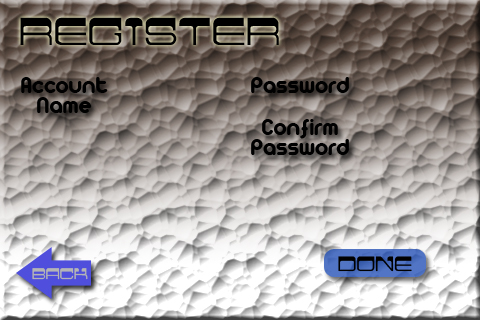 REGISTER
Account
Name
Password
Confirm
Password
BACK
DONE